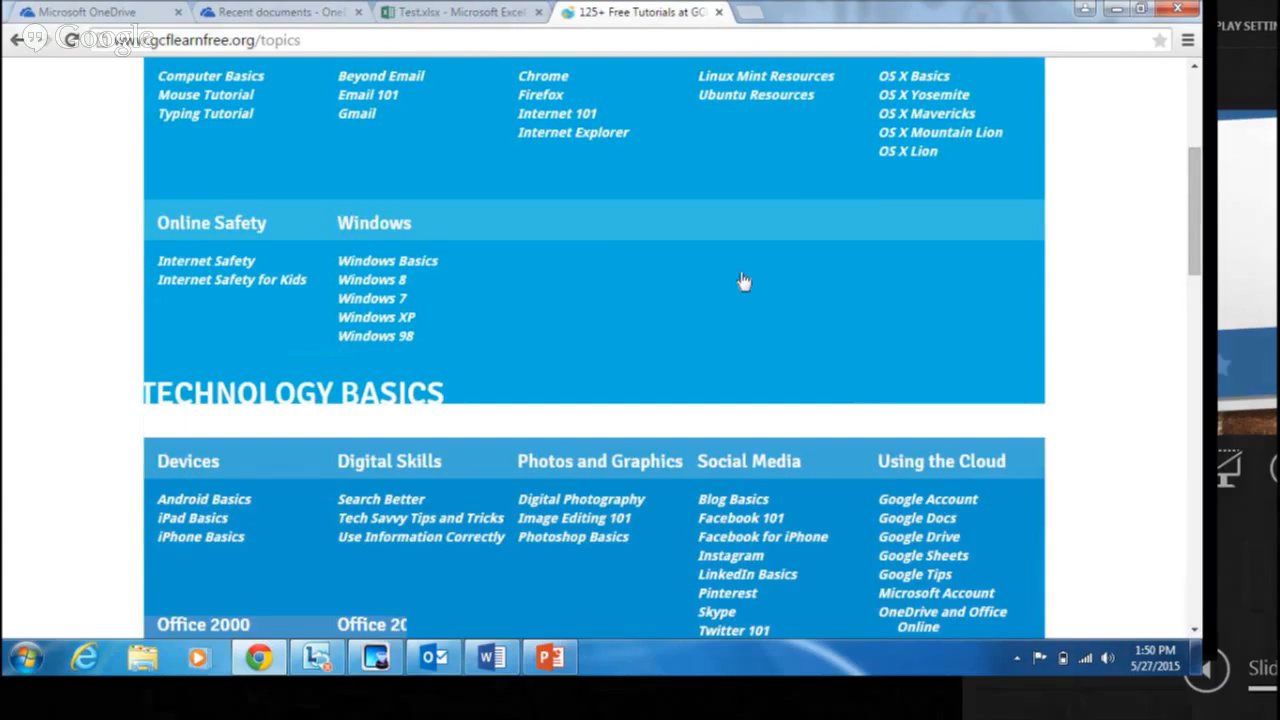 Microsoft OneDrive
Recent documents - Onel
Test.xlsx - Microsoft Excel
125+ Free Tutorials at GC
PLAY SETTIN
Google
www.gcflearnfree.org/topics
Computer Basics
Mouse Tutorial
Typing Tutorial
Beyond Email
Email 101
Gmail
Chrome
Firefox
Internet 101
Internet Explorer
Linux Mint Resources
Ubuntu Resources
OS X Basics
OS X Yosemite
OS X Mavericks
OS X Mountain Lion
OS X Lion
Online Safety
Internet Safety
Internet Safety for Kids
Windows
Windows Basics
Windows 8
Windows 7
Windows XP
Windows 98
TECHNOLOGY BASICS
Devices
Android Basics
iPad Basics
iPhone Basics
Digital Skills
Search Better
Tech Savvy Tips and Tricks
Use Information Correctly
Photos and Graphics
Digital Photography
Image Editing 101
Photoshop Basics
Social Media
Blog Basics
Facebook 101
Facebook for iPhone
Instagram
LinkedIn Basics
Pinterest
Skype
Twitter 101
Using the Cloud
Google Account
Google Docs
Google Drive
Google Sheets
Google Tips
Microsoft Account
OneDrive and Office
Online
Office 2000
Office 20
1:50 PM
5/27/2015
Slid